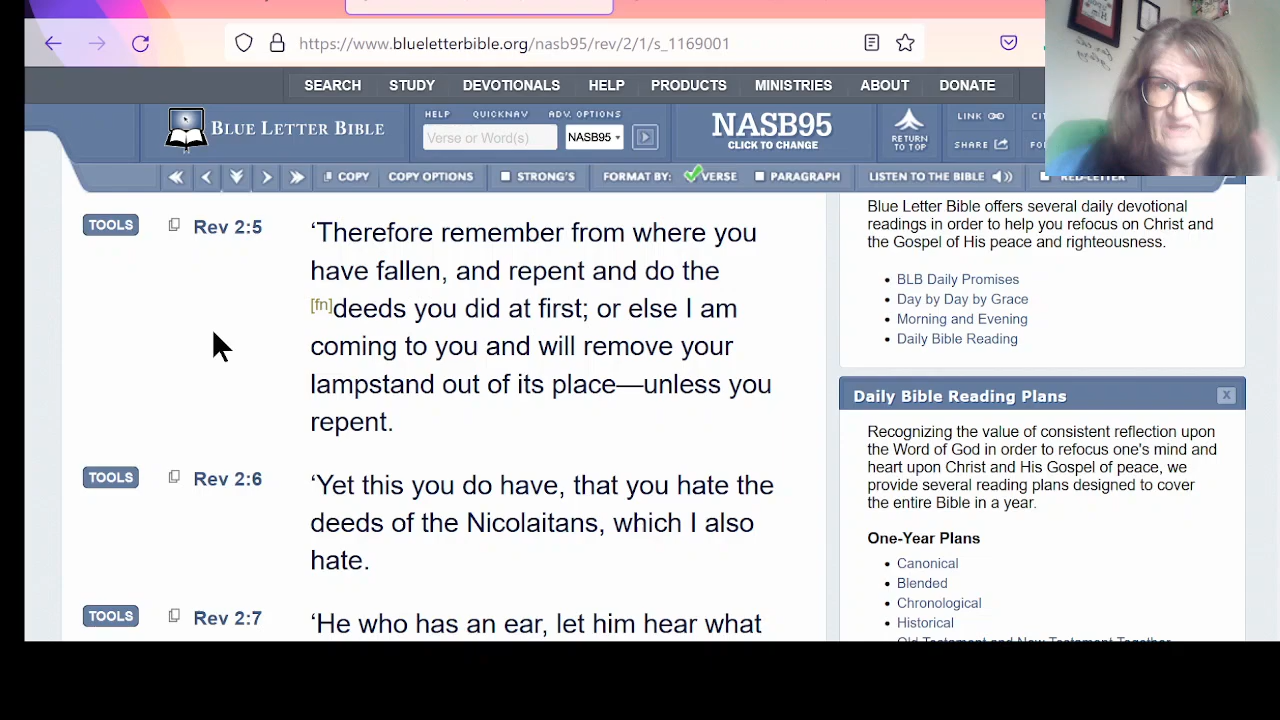 https://www.blueletterbible.org/nasb95/rev/2/1/s_1169001
SEARCH STUDY DEVOTIONALS HELP PRODUCTS MINISTRIES ABOUT DONATE
BLUE LETTER BIBLE
HELP QUICKNAV ADV. OPTIONS
Verse or Word(s) NASB95
NASB95
CLICK TO CHANGE
RETURN
TO TOP
LINK
SHARE
COPY COPY OPTIONS STRONG'S FORMAT BY: VERSE PARAGRAPH LISTEN TO THE BIBLE RED-LETTER
TOOLS Rev 2:5
‘Therefore remember from where you
have fallen, and repent and do the
[fn]deeds you did at first; or else I am
coming to you and will remove your
lampstand out of its place—unless you
repent.
TOOLS Rev 2:6
‘Yet this you do have, that you hate the
deeds of the Nicolaitans, which I also
hate.
TOOLS Rev 2:7
‘He who has an ear, let him hear what
Blue Letter Bible offers several daily devotional
readings in order to help you refocus on Christ and
the Gospel of His peace and righteousness.
• BLB Daily Promises
• Day by Day by Grace
• Morning and Evening
• Daily Bible Reading
Daily Bible Reading Plans X
Recognizing the value of consistent reflection upon
the Word of God in order to refocus one's mind and
heart upon Christ and His Gospel of peace, we
provide several reading plans designed to cover
the entire Bible in a year.
One-Year Plans
• Canonical
• Blended
• Chronological
• Historical
Old Testament and New Testament Together